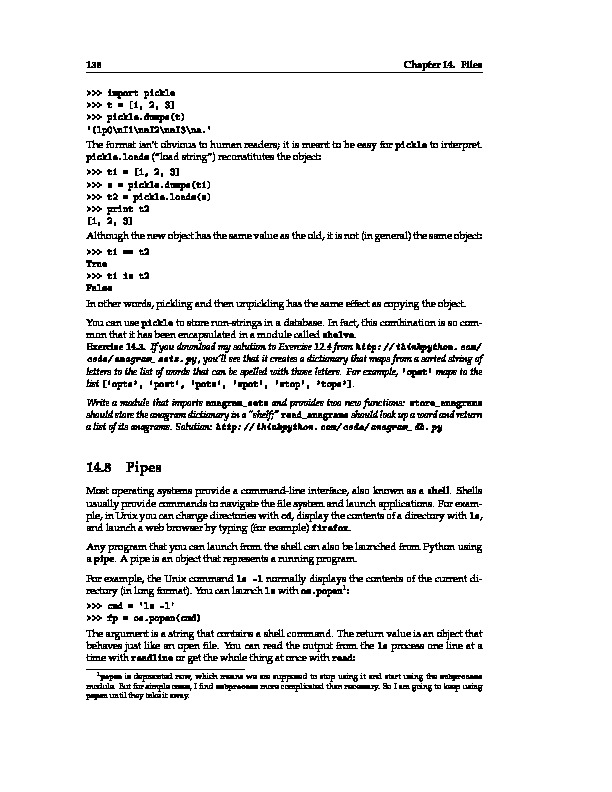 138 Chapter 14. Files
>>> import pickle
>>> t = [1, 2, 3]
>>> pickle.dumps(t)
'(lp0\nI1\naI2\naI3\na.'
The format isn't obvious to human readers; it is meant to be easy for pickle to interpret.
pickle.loads ("load string") reconstitutes the object:
>>> t1 = [1, 2, 3]
>>> s = pickle.dumps(t1)
>>> t2 = pickle.loads(s)
>>> print t2
[1, 2, 3]
Although the new object has the same value as the old, it is not (in general) the same object:
>>> t1 == t2
True
>>> t1 is t2
False
In other words, pickling and then unpickling has the same effect as copying the object.
You can use pickle to store non-strings in a database. In fact, this combination is so com-
mon that it has been encapsulated in a module called shelve.
Exercise 14.3. If you download my solution to Exercise 12.4 from http://thinkpython.com/
code/anagram_sets.py, you'll see that it creates a dictionary that maps from a sorted string of
letters to the list of words that can be spelled with those letters. For example, 'opst' maps to the
list ['opts', 'post', 'pots', 'spot', 'stop', 'tops'].
Write a module that imports anagram_sets and provides two new functions: store_anagrams
should store the anagram dictionary in a "shelf;" read_anagrams should look up a word and return
a list of its anagrams. Solution: http://thinkpython.com/code/anagram_db.py
14.8 Pipes
Most operating systems provide a command-line interface, also known as a shell. Shells
usually provide commands to navigate the file system and launch applications. For exam-
ple, in Unix you can change directories with cd, display the contents of a directory with ls,
and launch a web browser by typing (for example) firefox.
Any program that you can launch from the shell can also be launched from Python using
a pipe. A pipe is an object that represents a running program.
For example, the Unix command ls -l normally displays the contents of the current di-
rectory (in long format). You can launch ls with os.popen¹:
>>> cmd = 'ls -l'
>>> fp = os.popen(cmd)
The argument is a string that contains a shell command. The return value is an object that
behaves just like an open file. You can read the output from the ls process one line at a
time with readline or get the whole thing at once with read:
¹popen is deprecated now, which means we are supposed to stop using it and start using the subprocess
module. But for simple cases, I find subprocess more complicated than necessary. So I am going to keep using
popen until they take it away.